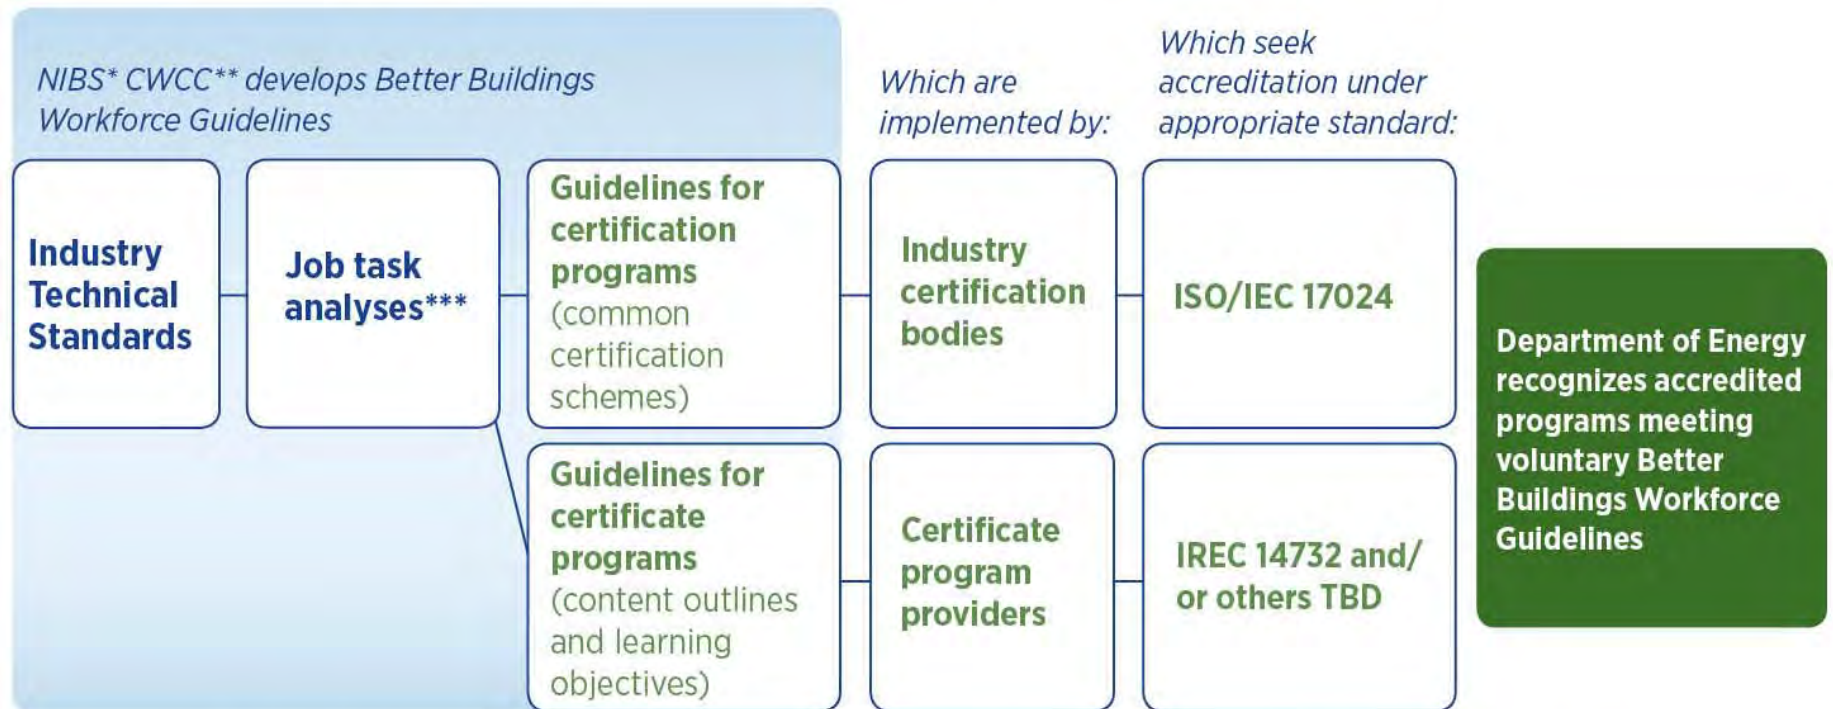 NIBS* CWCC** develops Better Buildings
Workforce Guidelines
Which are
implemented by:
Which seek
accreditation under
appropriate standard:
Industry
Technical
Standards
Job task
analyses***
Guidelines for
certification
programs
(common
certification
schemes)
Industry
certification
bodies
ISO/IEC 17024
Guidelines for
certificate
programs
(content outlines
and learning
objectives)
Certificate
program
providers
IREC 14732 and/
or others TBD
Department of Energy
recognizes accredited
programs meeting
voluntary Better
Buildings Workforce
Guidelines